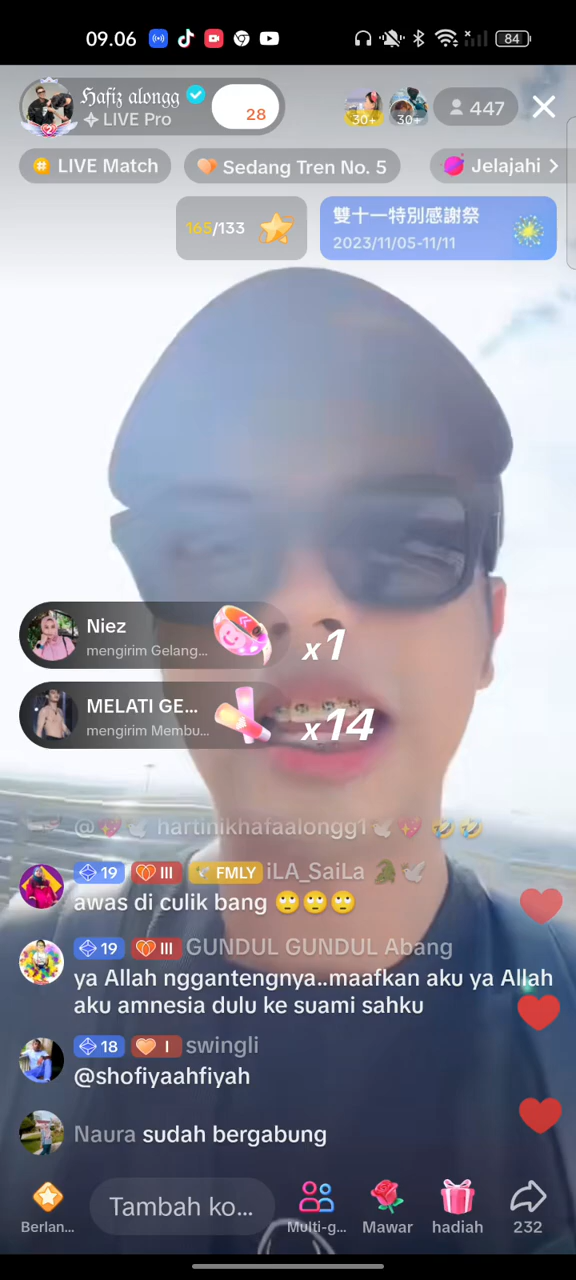 09.06
84
Hafiz alongg
LIVE Pro
28
30+
30+
447
LIVE Match
Sedang Tren No. 5
Jelajahi
165/133
雙十一特別感謝祭
2023/11/05-11/11
Niez
mengirim Gelang...
x1
MELATI GE...
mengirim Membu...
x14
@💖🕊 hartinikhafaalongg1🕊💖 🤣🤣
19 III FMLY iLA_SaiLa 🐊🕊
awas di culik bang 🙄🙄🙄
19 III GUNDUL GUNDUL Abang
ya Allah nggantengnya..maafkan aku ya Allah
aku amnesia dulu ke suami sahku
18 I swingli
@shofiyaahfiyah
Naura sudah bergabung
Tambah ko...
Berlan...
Multi-g...
Mawar
hadiah
232